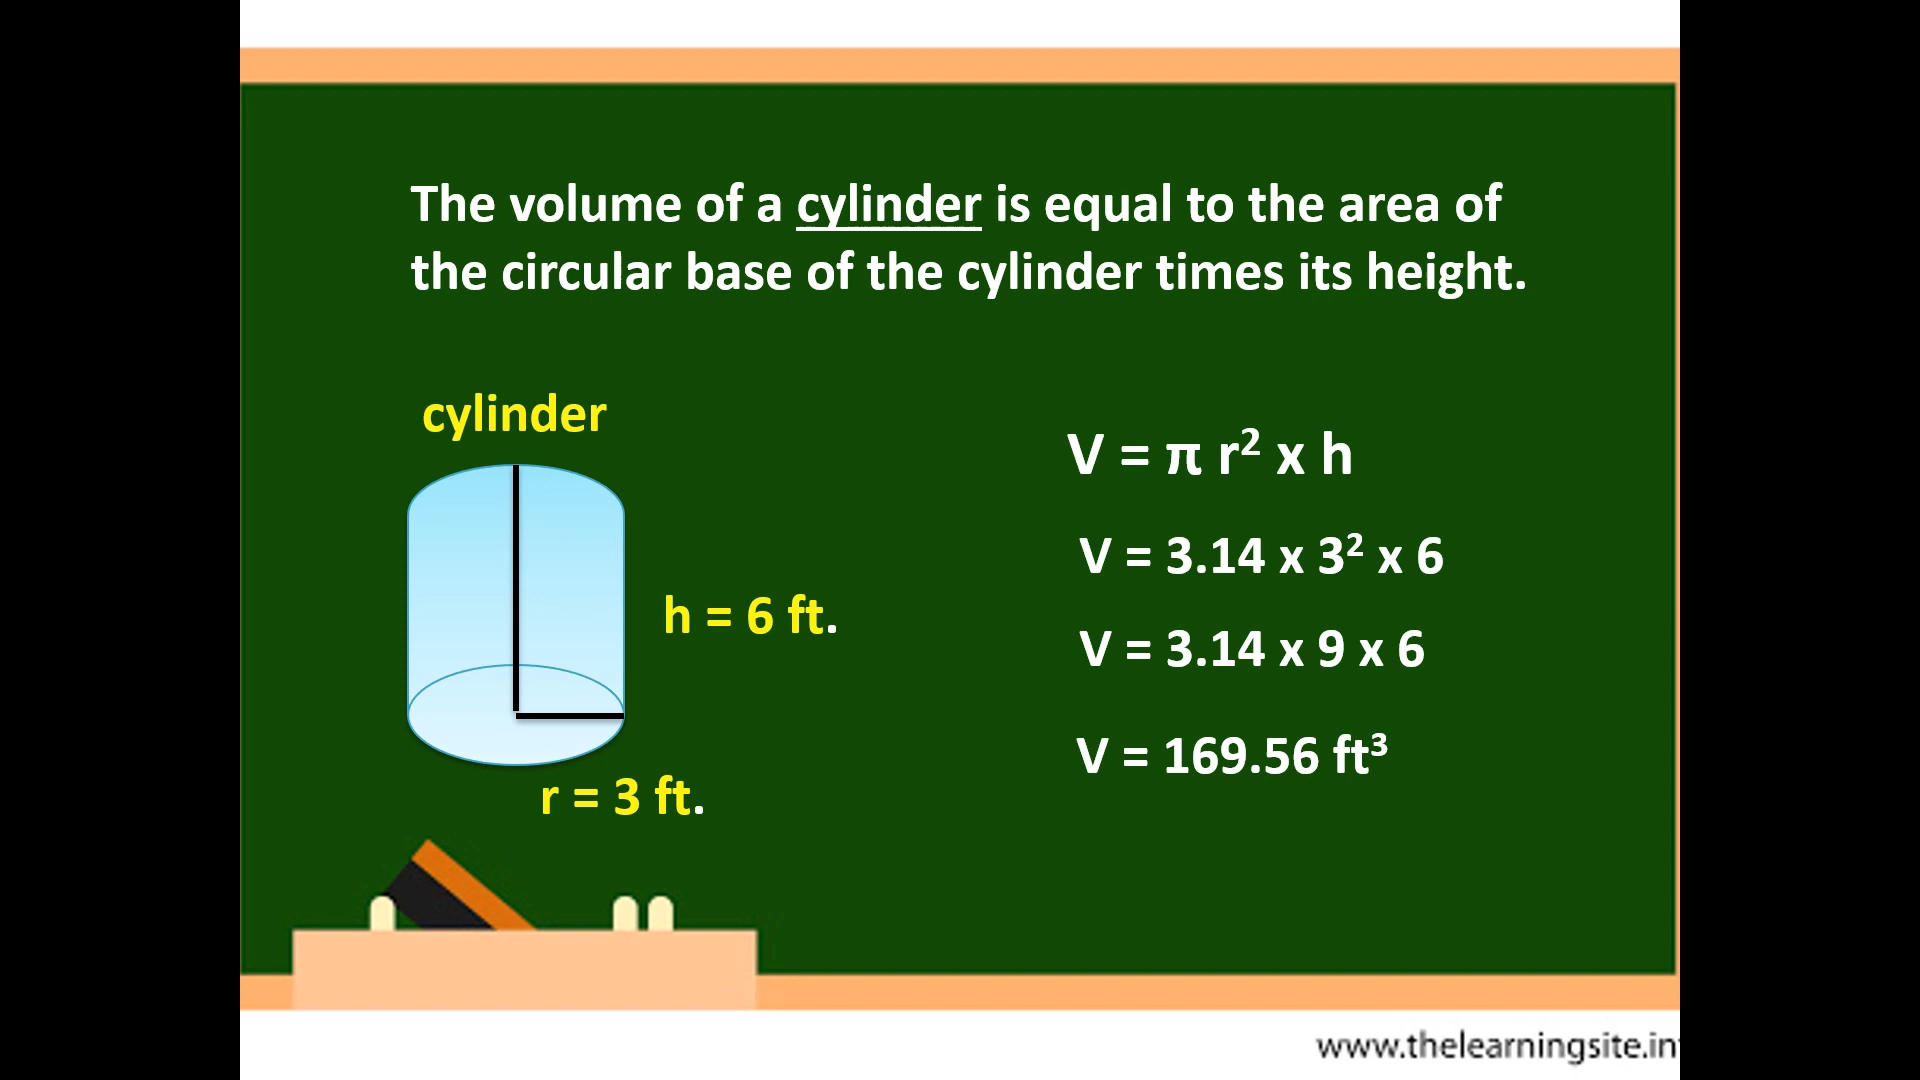 The volume of a cylinder is equal to the area of
the circular base of the cylinder times its height.
cylinder
h = 6 ft.
r = 3 ft.
V = π r² x h
V = 3.14 x 3² x 6
V = 3.14 x 9 x 6
V = 169.56 ft³
www.thelearningsite.in